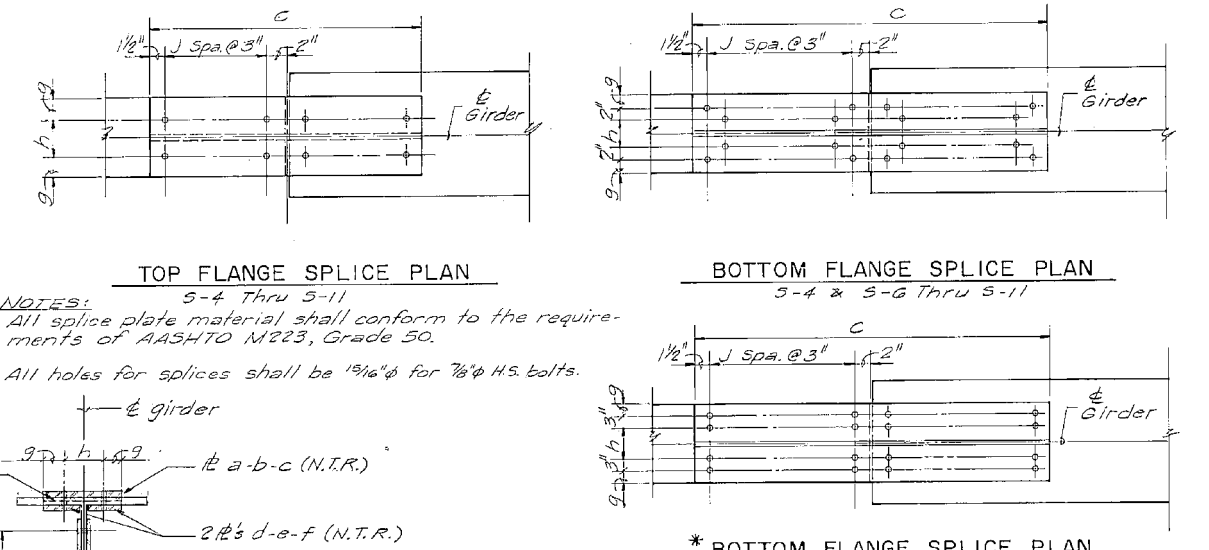 C
1½" J Spa.@3" 2"
g
h
g
℄ Girder
TOP FLANGE SPLICE PLAN
S-4 Thru S-11
C
1½" J Spa.@3" 2"
g
2"
h
2"
g
℄ Girder
BOTTOM FLANGE SPLICE PLAN
S-4 & S-6 Thru S-11
NOTES:
All splice plate material shall conform to the require-
ments of AASHTO M223, Grade 50.
All holes for splices shall be 15/16"φ for 7/8"φ H.S. bolts.
℄ girder
g h g
℄ a-b-c (N.T.R.)
2 ℄'s d-e-f (N.T.R.)
C
1½" J Spa.@3" 2"
g
3"
h
3"
g
℄ Girder
* BOTTOM FLANGE SPLICE PLAN